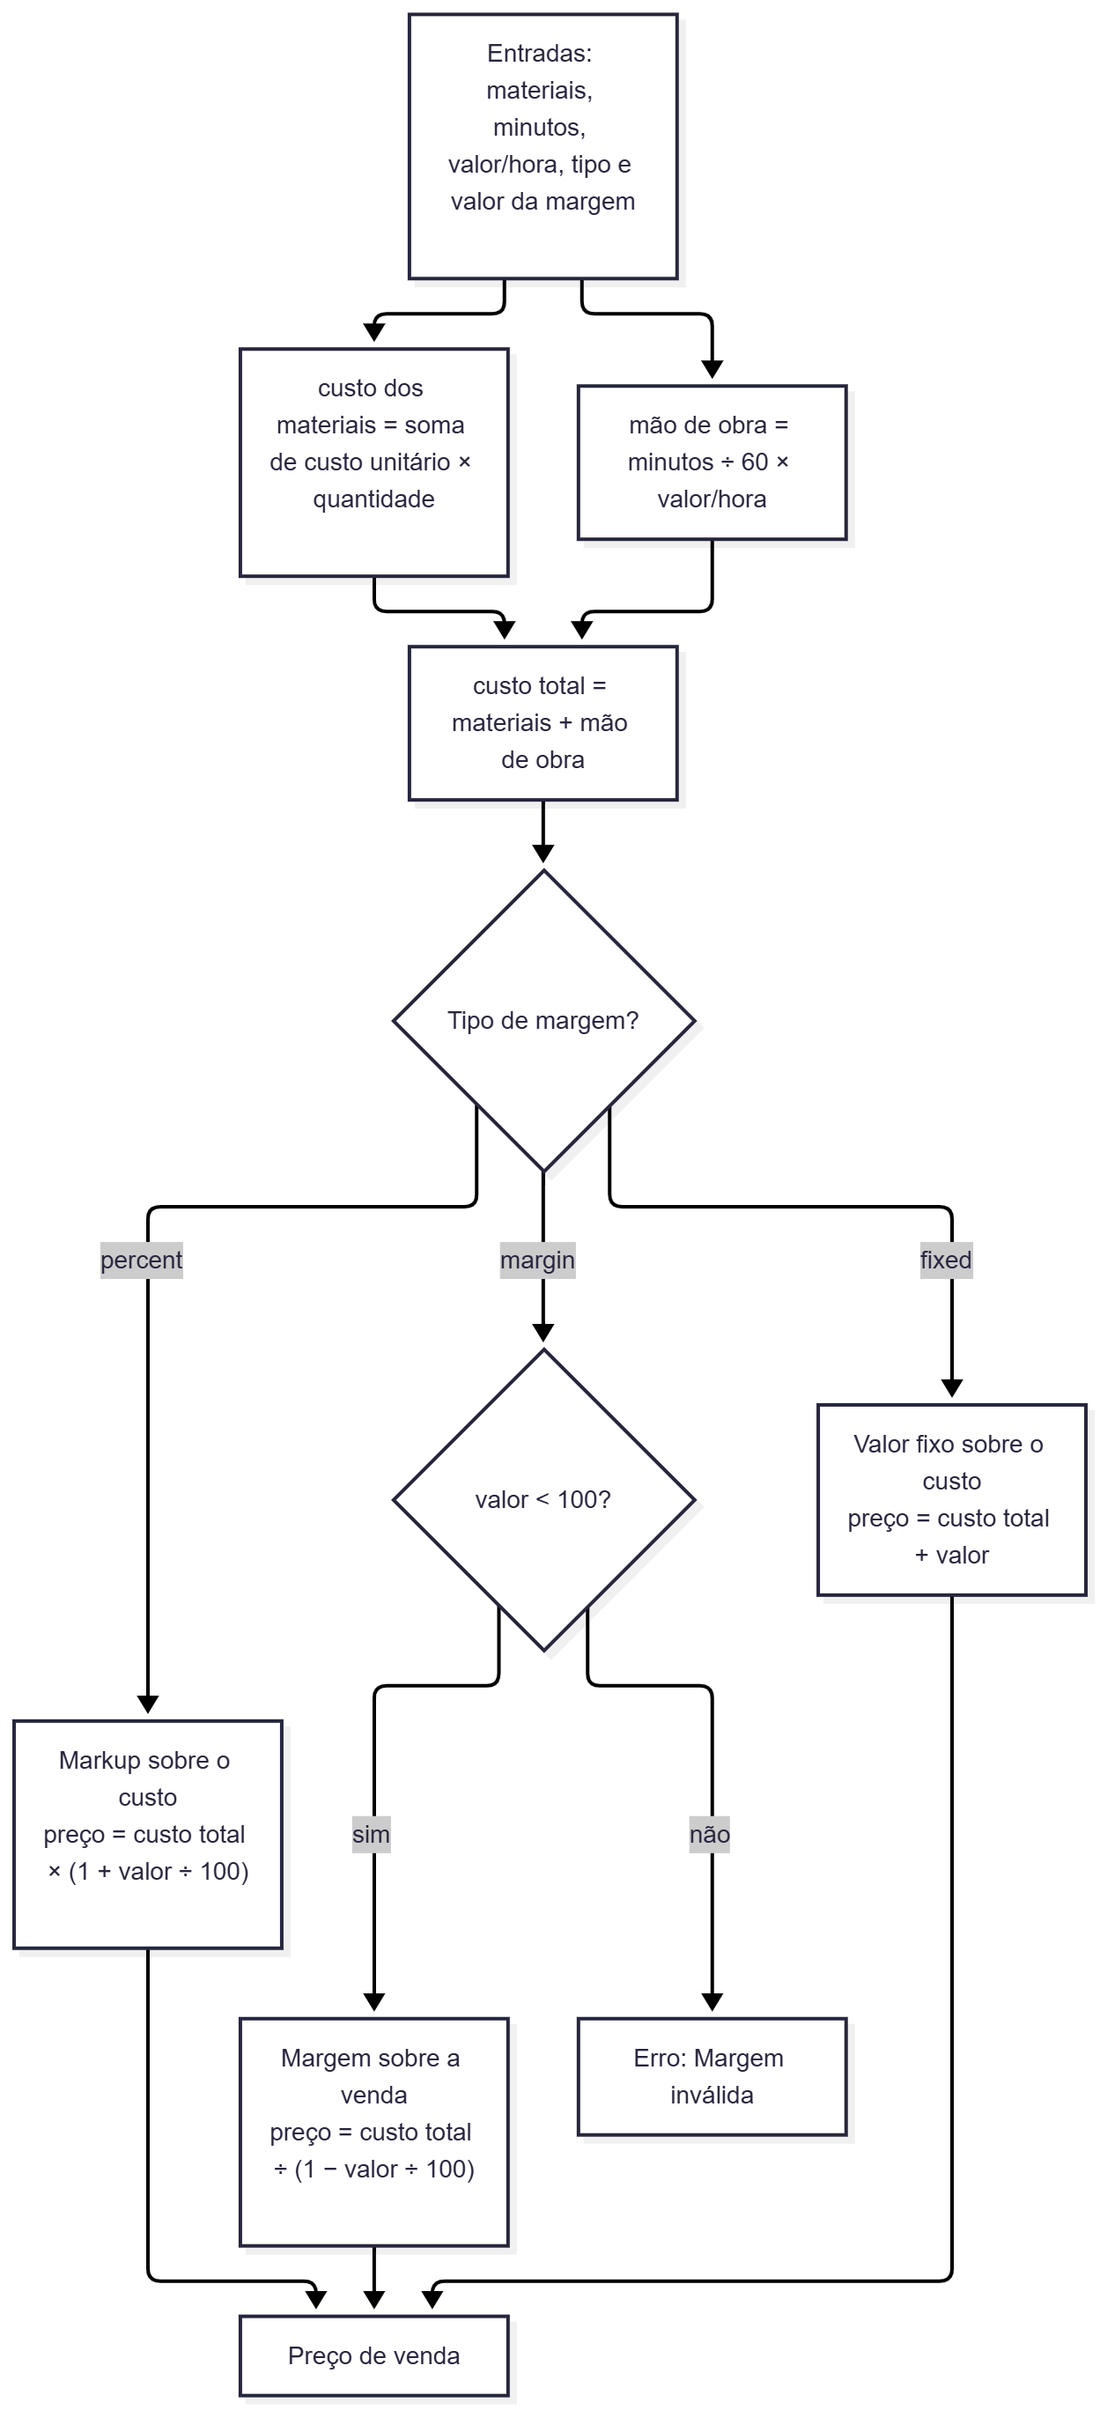 Entradas:
materiais,
minutos,
valor/hora, tipo e
valor da margem
custo dos
materiais = soma
de custo unitário ×
quantidade
mão de obra =
minutos ÷ 60 ×
valor/hora
custo total =
materiais + mão
de obra
Tipo de margem?
percent
margin
fixed
valor < 100?
Valor fixo sobre o
custo
preço = custo total
+ valor
Markup sobre o
custo
preço = custo total
× (1 + valor ÷ 100)
sim
não
Margem sobre a
venda
preço = custo total
÷ (1 − valor ÷ 100)
Erro: Margem
inválida
Preço de venda